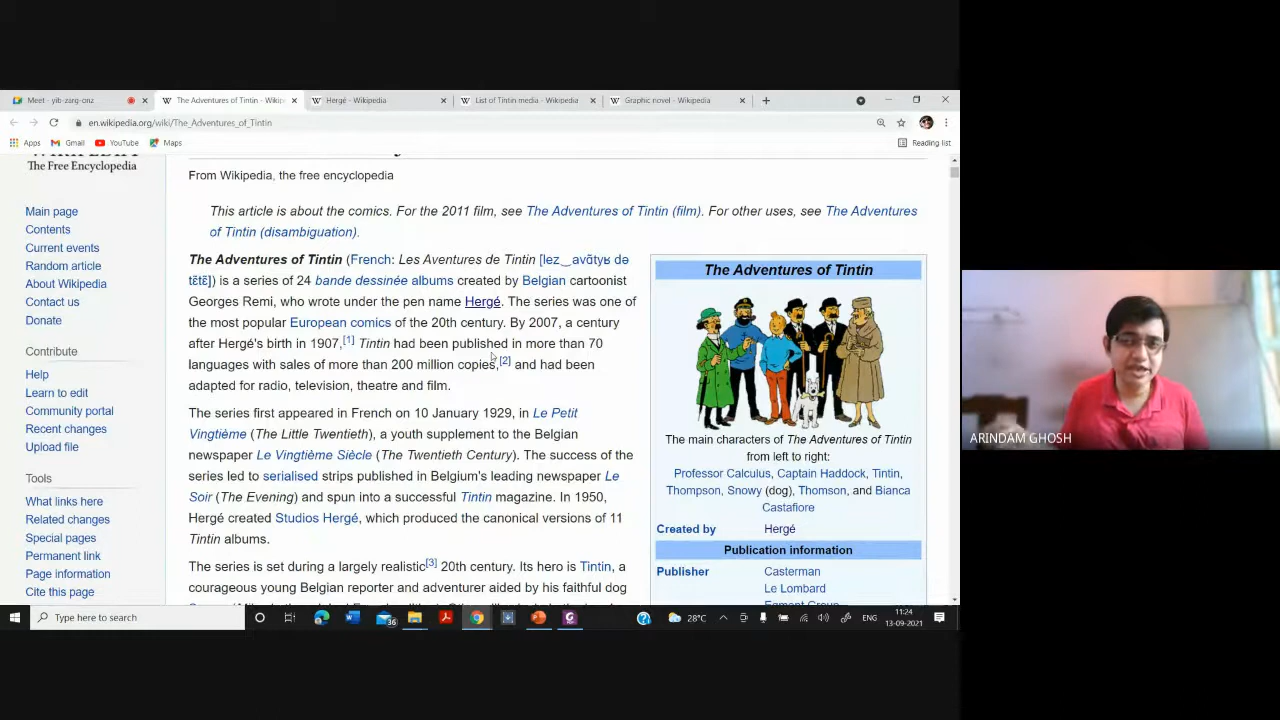 Meet - yib-zarg-onz
The Adventures of Tintin - Wikip
Hergé - Wikipedia
List of Tintin media - Wikipedia
Graphic novel - Wikipedia
en.wikipedia.org/wiki/The_Adventures_of_Tintin
Apps
Gmail
YouTube
Maps
Reading list
The Free Encyclopedia
Main page
Contents
Current events
Random article
About Wikipedia
Contact us
Donate
Contribute
Help
Learn to edit
Community portal
Recent changes
Upload file
Tools
What links here
Related changes
Special pages
Permanent link
Page information
Cite this page
From Wikipedia, the free encyclopedia
This article is about the comics. For the 2011 film, see The Adventures of Tintin (film). For other uses, see The Adventures
of Tintin (disambiguation).
The Adventures of Tintin (French: Les Aventures de Tintin [lez‿avɑ̃tyʁ də
tɛ̃tɛ̃]) is a series of 24 bande dessinée albums created by Belgian cartoonist
Georges Remi, who wrote under the pen name Hergé. The series was one of
the most popular European comics of the 20th century. By 2007, a century
after Hergé's birth in 1907,[1] Tintin had been published in more than 70
languages with sales of more than 200 million copies,[2] and had been
adapted for radio, television, theatre and film.
The series first appeared in French on 10 January 1929, in Le Petit
Vingtième (The Little Twentieth), a youth supplement to the Belgian
newspaper Le Vingtième Siècle (The Twentieth Century). The success of the
series led to serialised strips published in Belgium's leading newspaper Le
Soir (The Evening) and spun into a successful Tintin magazine. In 1950,
Hergé created Studios Hergé, which produced the canonical versions of 11
Tintin albums.
The series is set during a largely realistic[3] 20th century. Its hero is Tintin, a
courageous young Belgian reporter and adventurer aided by his faithful dog
The Adventures of Tintin
The main characters of The Adventures of Tintin
from left to right:
Professor Calculus, Captain Haddock, Tintin,
Thompson, Snowy (dog), Thomson, and Bianca
Castafiore
Created by Hergé
Publication information
Publisher Casterman
Le Lombard
Egmont Group
ARINDAM GHOSH
Type here to search
36
28°C
ENG
11:24
13-09-2021